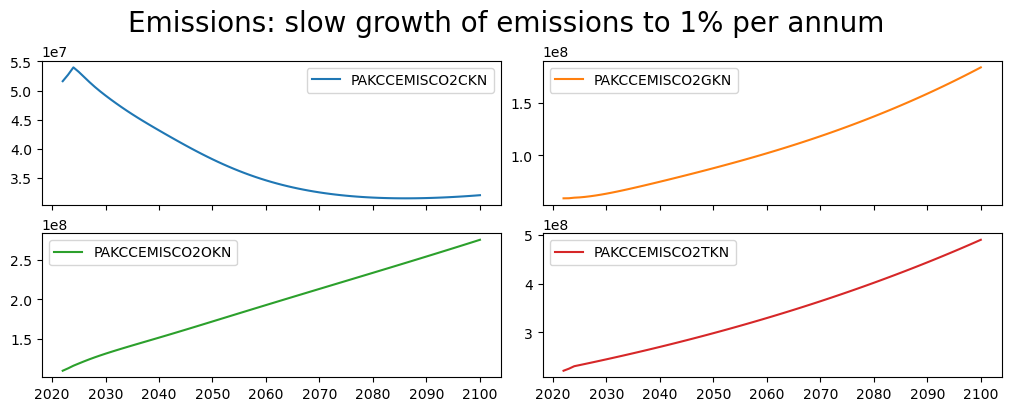 Emissions: slow growth of emissions to 1% per annum
1e7
5.5
5.0
4.5
4.0
3.5
PAKCCEMISCO2CKN
1e8
1.5
1.0
PAKCCEMISCO2GKN
1e8
2.5
2.0
1.5
PAKCCEMISCO2OKN
2020 2030 2040 2050 2060 2070 2080 2090 2100
1e8
5
4
3
PAKCCEMISCO2TKN
2020 2030 2040 2050 2060 2070 2080 2090 2100